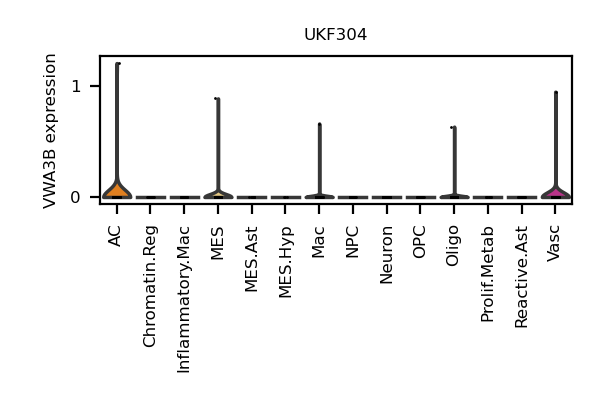 UKF304
VWA3B expression
1
0
AC
Chromatin.Reg
Inflammatory.Mac
MES
MES.Ast
MES.Hyp
Mac
NPC
Neuron
OPC
Oligo
Prolif.Metab
Reactive.Ast
Vasc